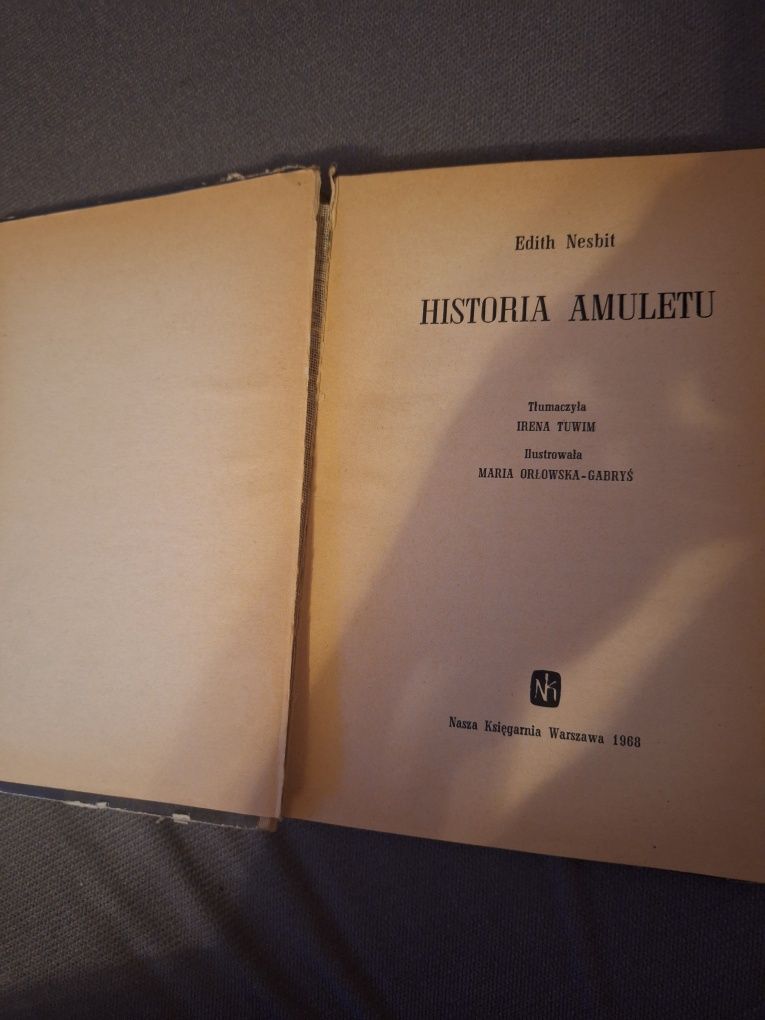 Edith Nesbit
HISTORIA AMULETU
Tłumaczyła
IRENA TUWIM
Ilustrowała
MARIA ORŁOWSKA-GABRYŚ
NK
Nasza Księgarnia Warszawa 1968